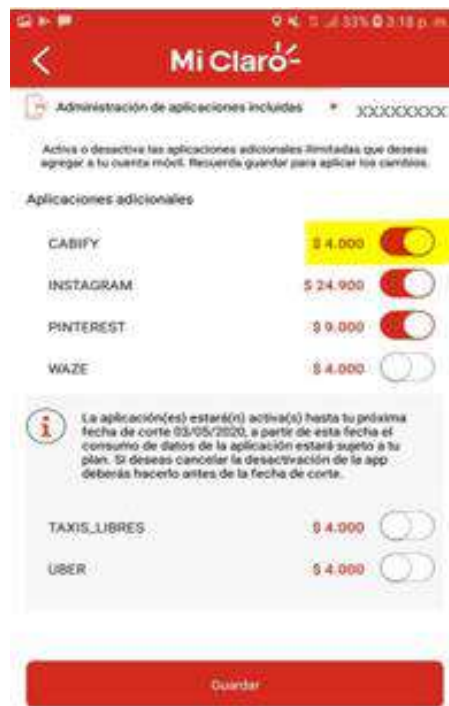 33% 3:18 p. m.
Mi Claro
Administración de aplicaciones incluidas XXXXXXXX
Activa o desactiva las aplicaciones adicionales ilimitadas que deseas
agregar a tu cuenta móvil. Recuerda guardar para aplicar los cambios.
Aplicaciones adicionales
CABIFY $ 4.000
INSTAGRAM $ 24.900
PINTEREST $ 9.000
WAZE $ 4.000
La aplicación(es) estará(n) activa(s) hasta tu próxima
fecha de corte 03/05/2020, a partir de esta fecha el
consumo de datos de la aplicación estará sujeto a tu
plan. Si deseas cancelar la desactivación de la app
deberás hacerlo antes de la fecha de corte.
TAXIS_LIBRES $ 4.000
UBER $ 4.000
Guardar